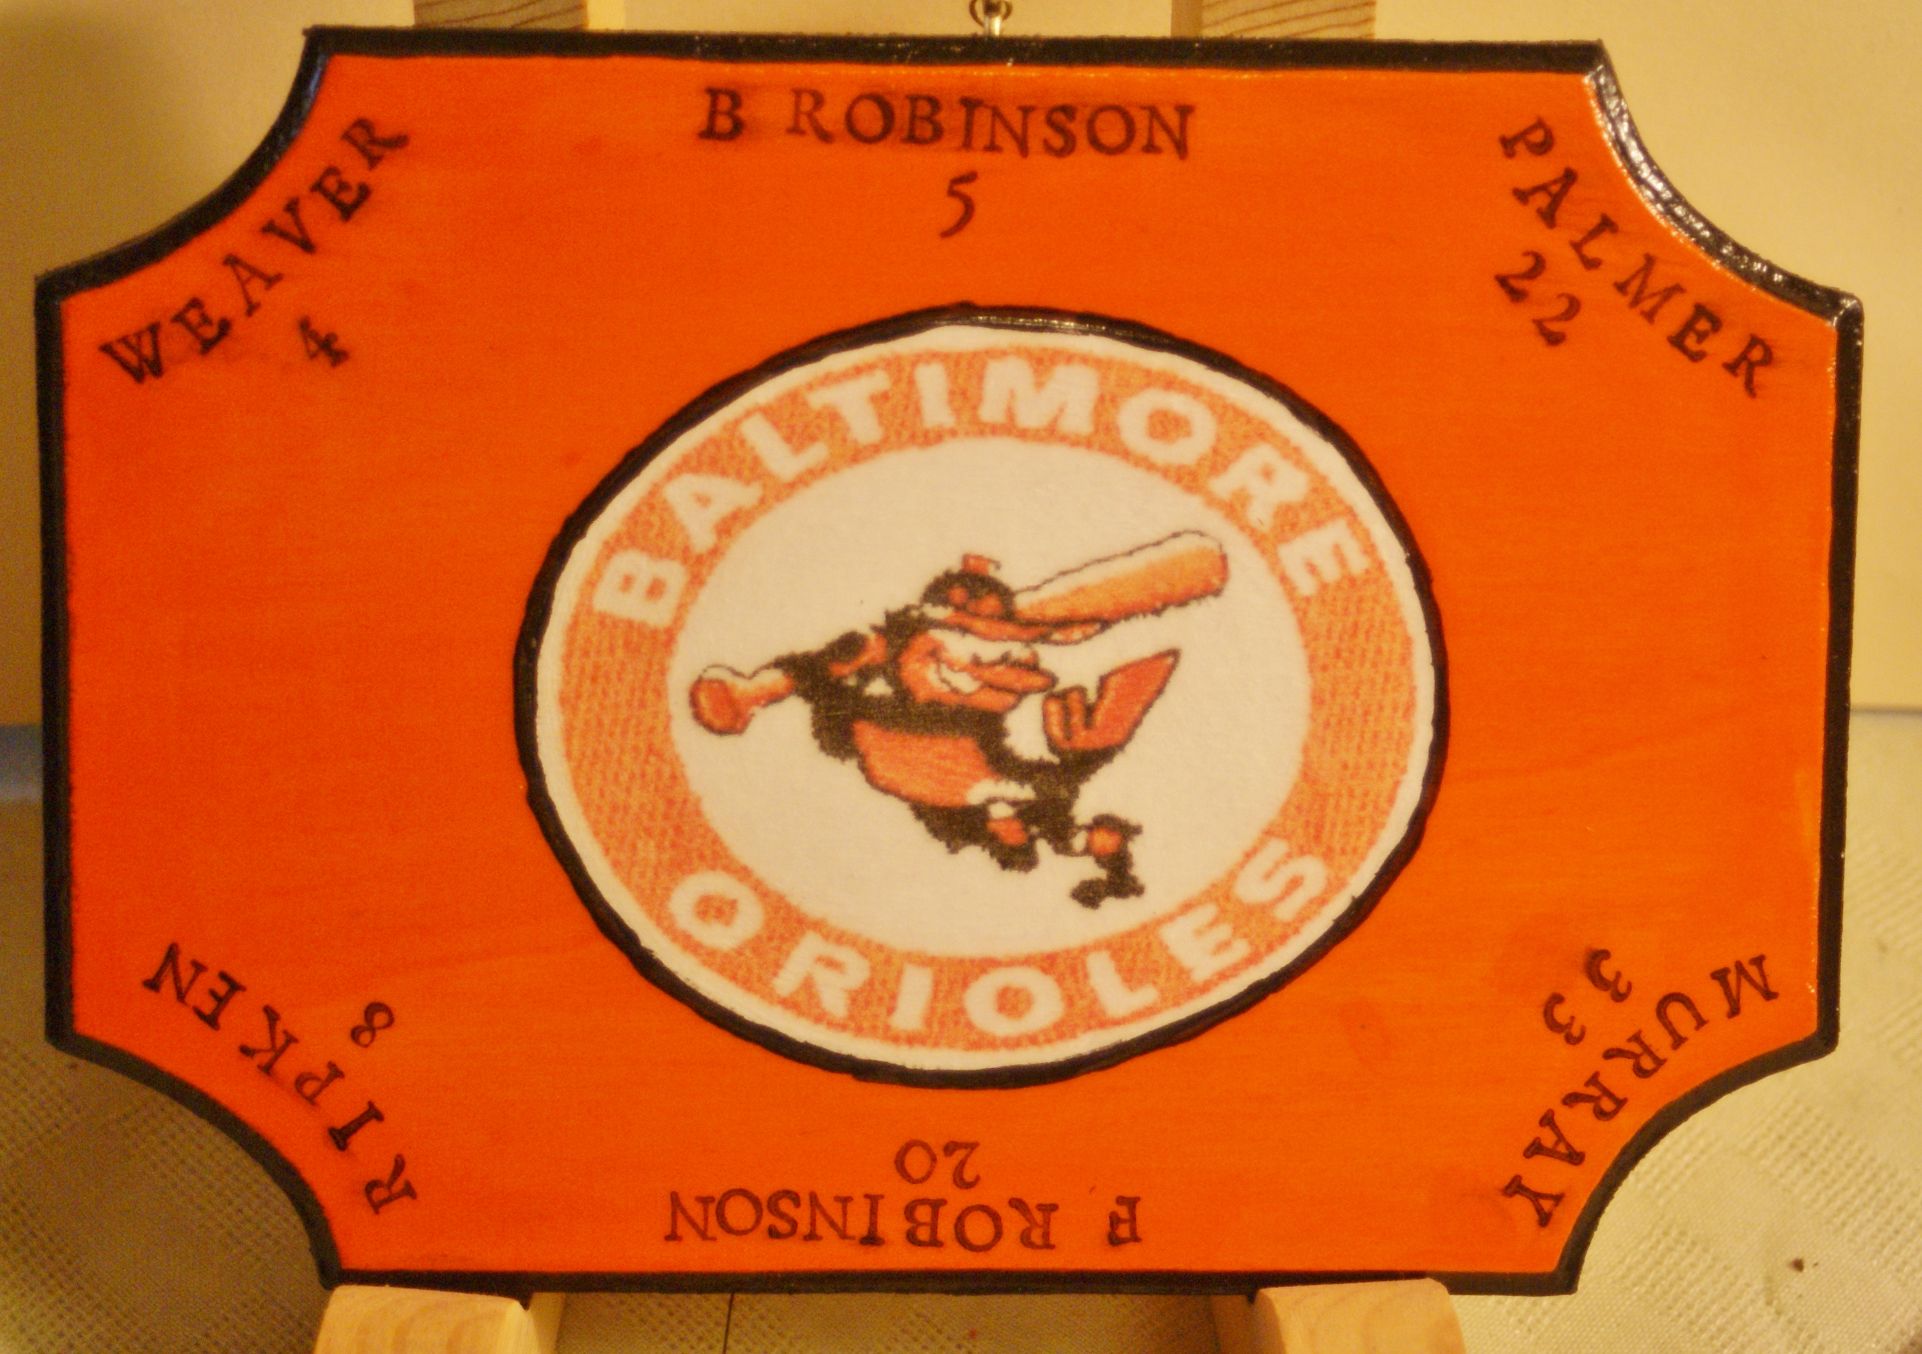 B ROBINSON
5
WEAVER
4
PALMER
22
BALTIMORE
ORIOLES
RIPKEN
8
MURRAY
33
F ROBINSON
20